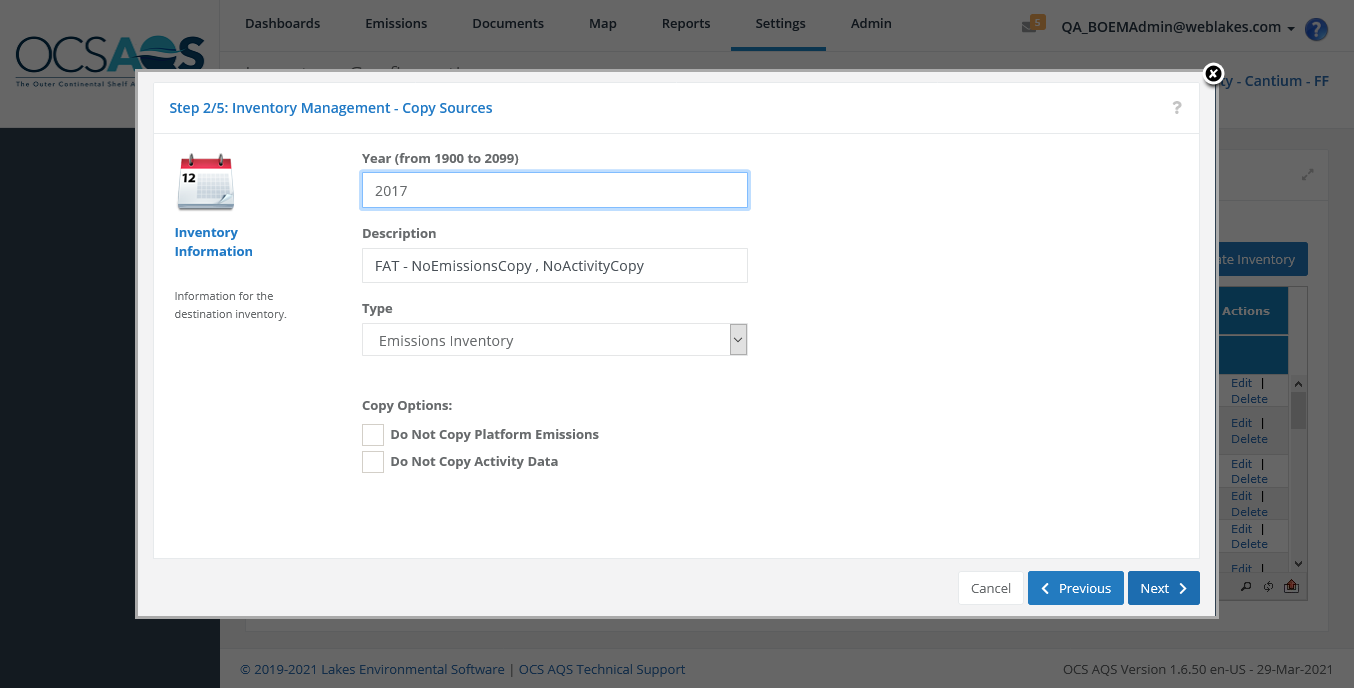 Dashboards Emissions Documents Map Reports Settings Admin
5 QA_BOEMAdmin@weblakes.com ?
OCSAQS
The Outer Continental Shelf A
ty - Cantium - FF
Step 2/5: Inventory Management - Copy Sources ?
12
Inventory
Information
Information for the
destination inventory.
Year (from 1900 to 2099)
2017
Description
FAT - NoEmissionsCopy , NoActivityCopy
Type
Emissions Inventory
Copy Options:
Do Not Copy Platform Emissions
Do Not Copy Activity Data
te Inventory
Actions
Edit |
Delete
Edit |
Delete
Edit |
Delete
Edit |
Delete
Edit |
Delete
Edit |
Cancel Previous Next
© 2019-2021 Lakes Environmental Software | OCS AQS Technical Support
OCS AQS Version 1.6.50 en-US - 29-Mar-2021